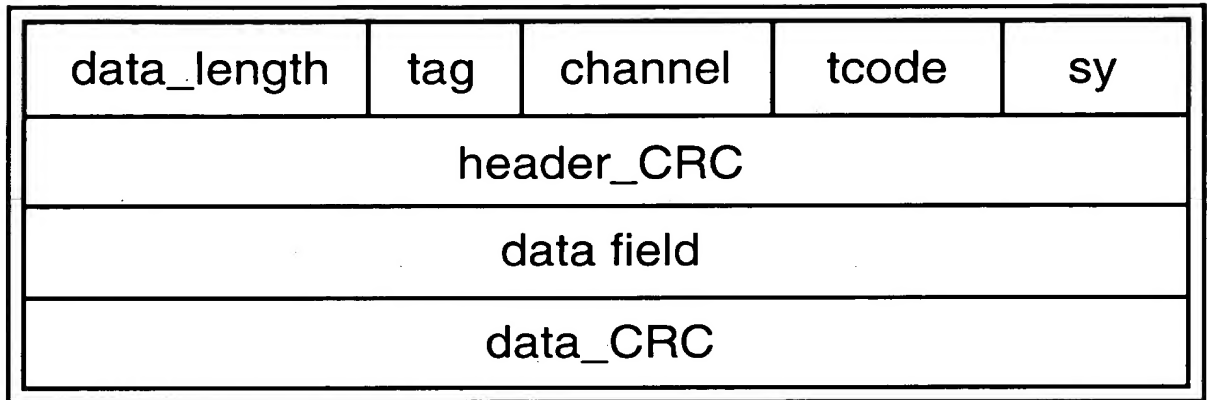 data_length tag channel tcode sy
header_CRC
data field
data_CRC